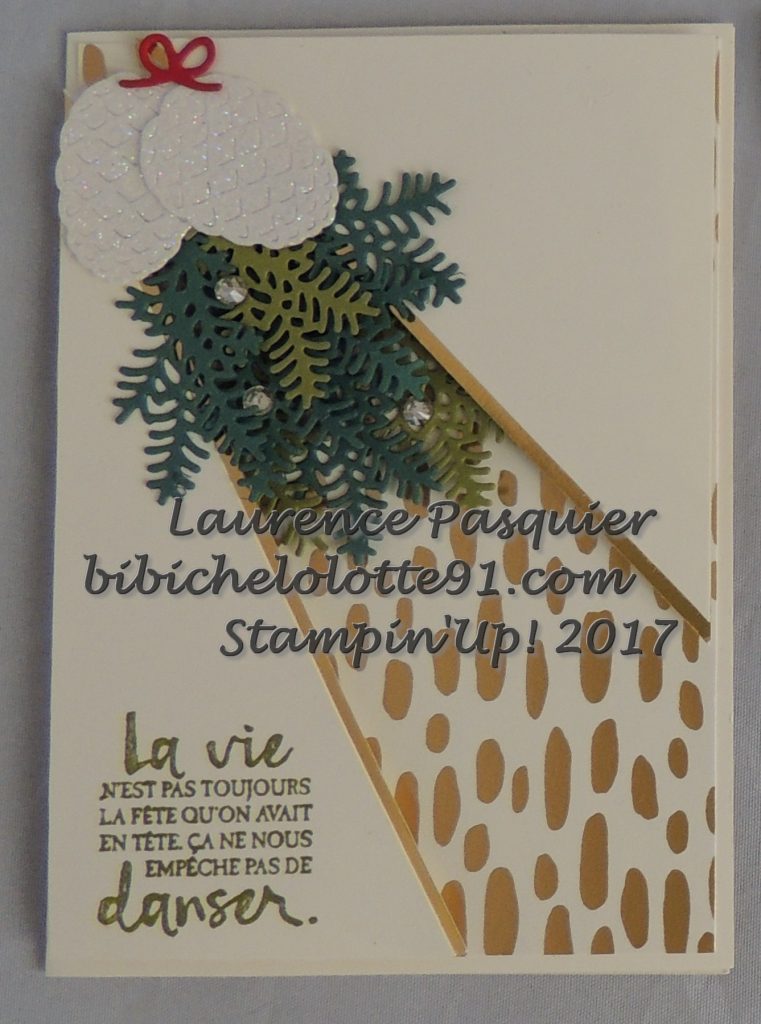 Laurence Pasquier
bibichelolotte91.com
Stampin'Up! 2017
La vie
N'EST PAS TOUJOURS
LA FÊTE QU'ON AVAIT
EN TÊTE. ÇA NE NOUS
EMPÊCHE PAS DE
danser.